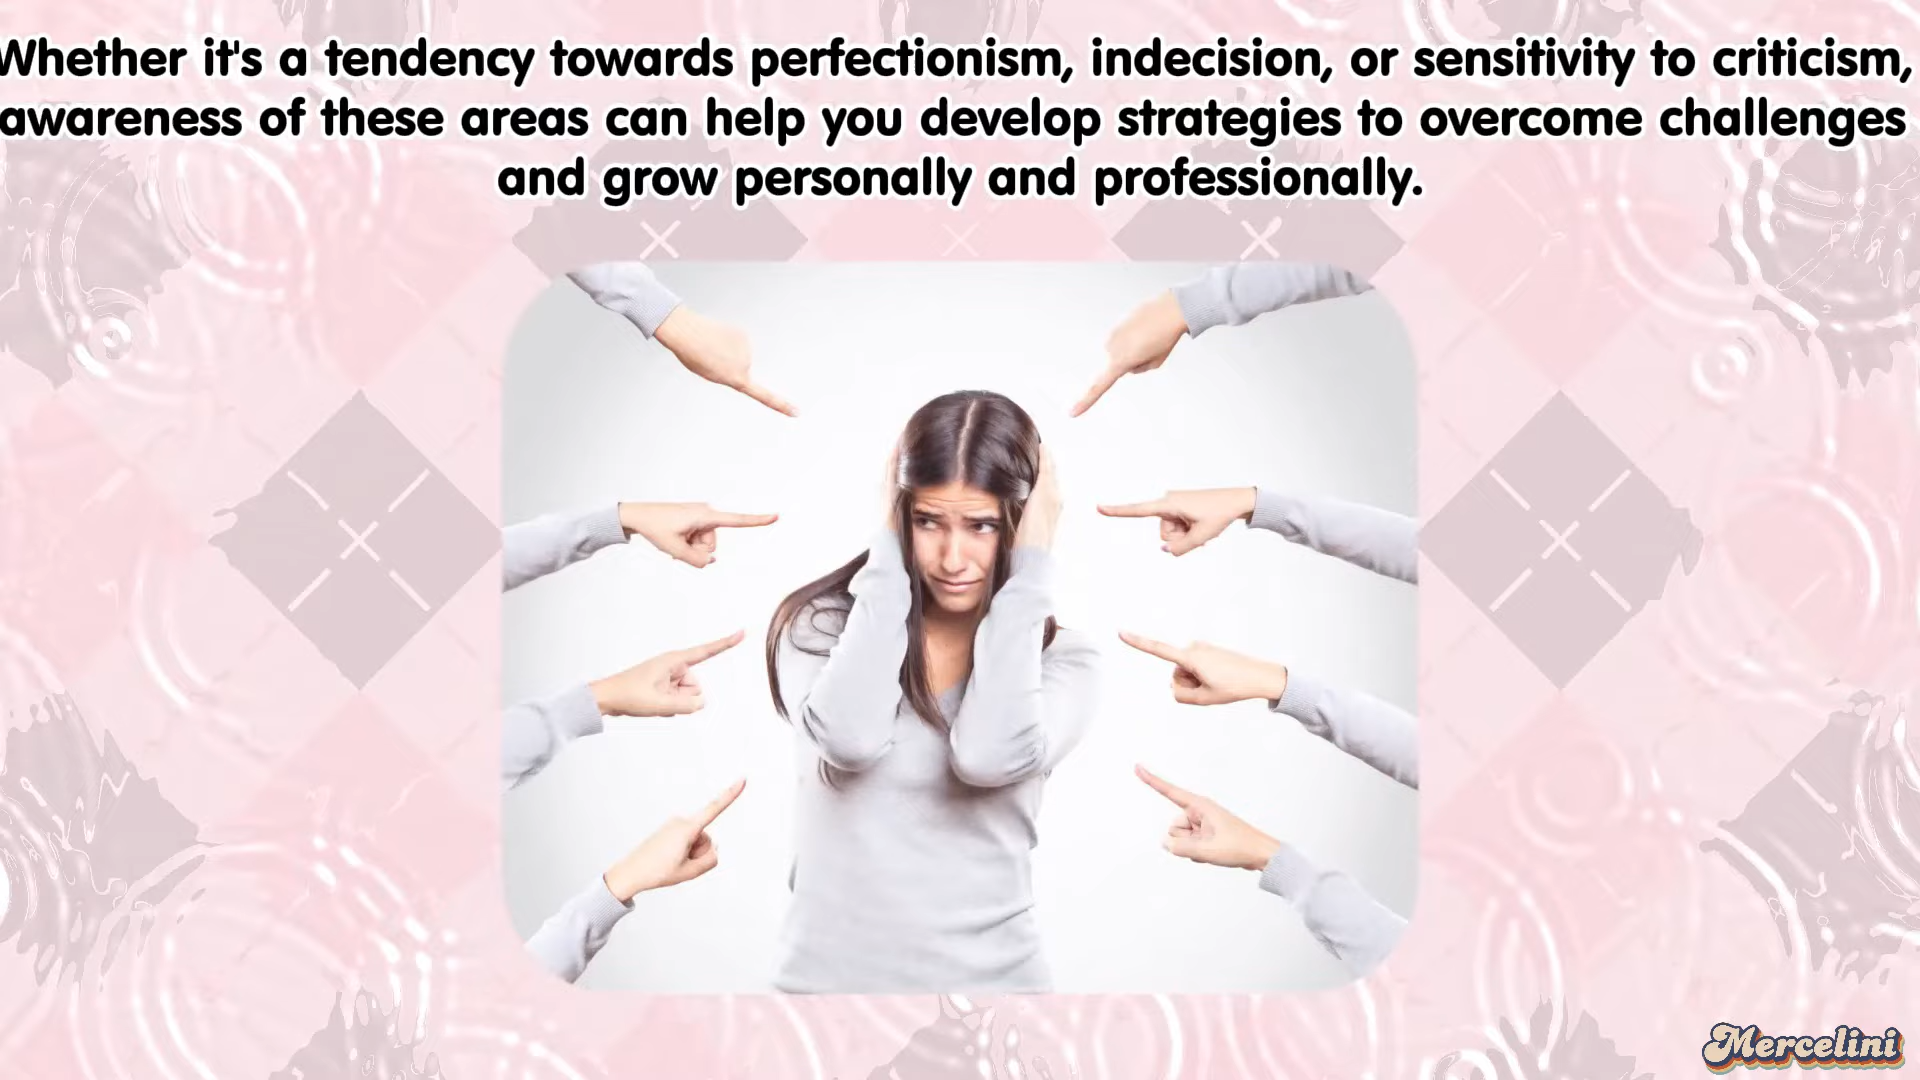 Whether it's a tendency towards perfectionism, indecision, or sensitivity to criticism,
awareness of these areas can help you develop strategies to overcome challenges
and grow personally and professionally.
Mercelini